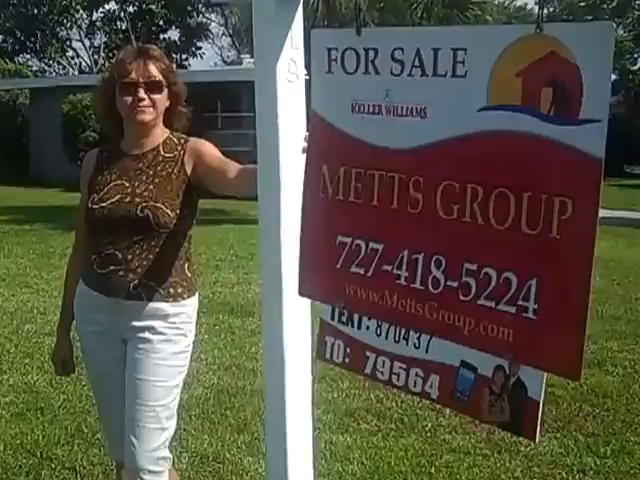 FOR SALE
KELLER WILLIAMS
METTS GROUP
727-418-5224
www.MettsGroup.com
TEXT: 870437
TO: 79564